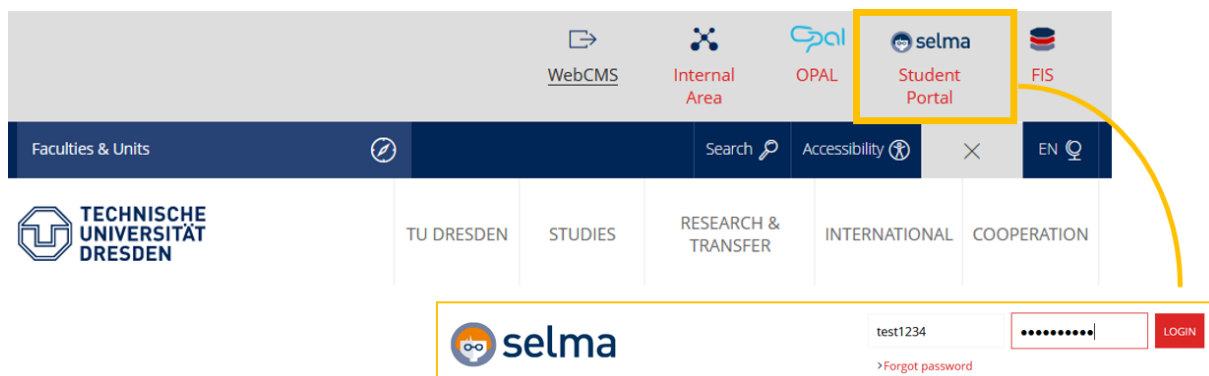 Opal
selma
WebCMS
Internal
Area
OPAL
Student
Portal
FIS
Faculties & Units
Search
Accessibility
EN
TECHNISCHE
UNIVERSITÄT
DRESDEN
TU DRESDEN
STUDIES
RESEARCH &
TRANSFER
INTERNATIONAL
COOPERATION
selma
test1234
••••••••••
LOGIN
>Forgot password